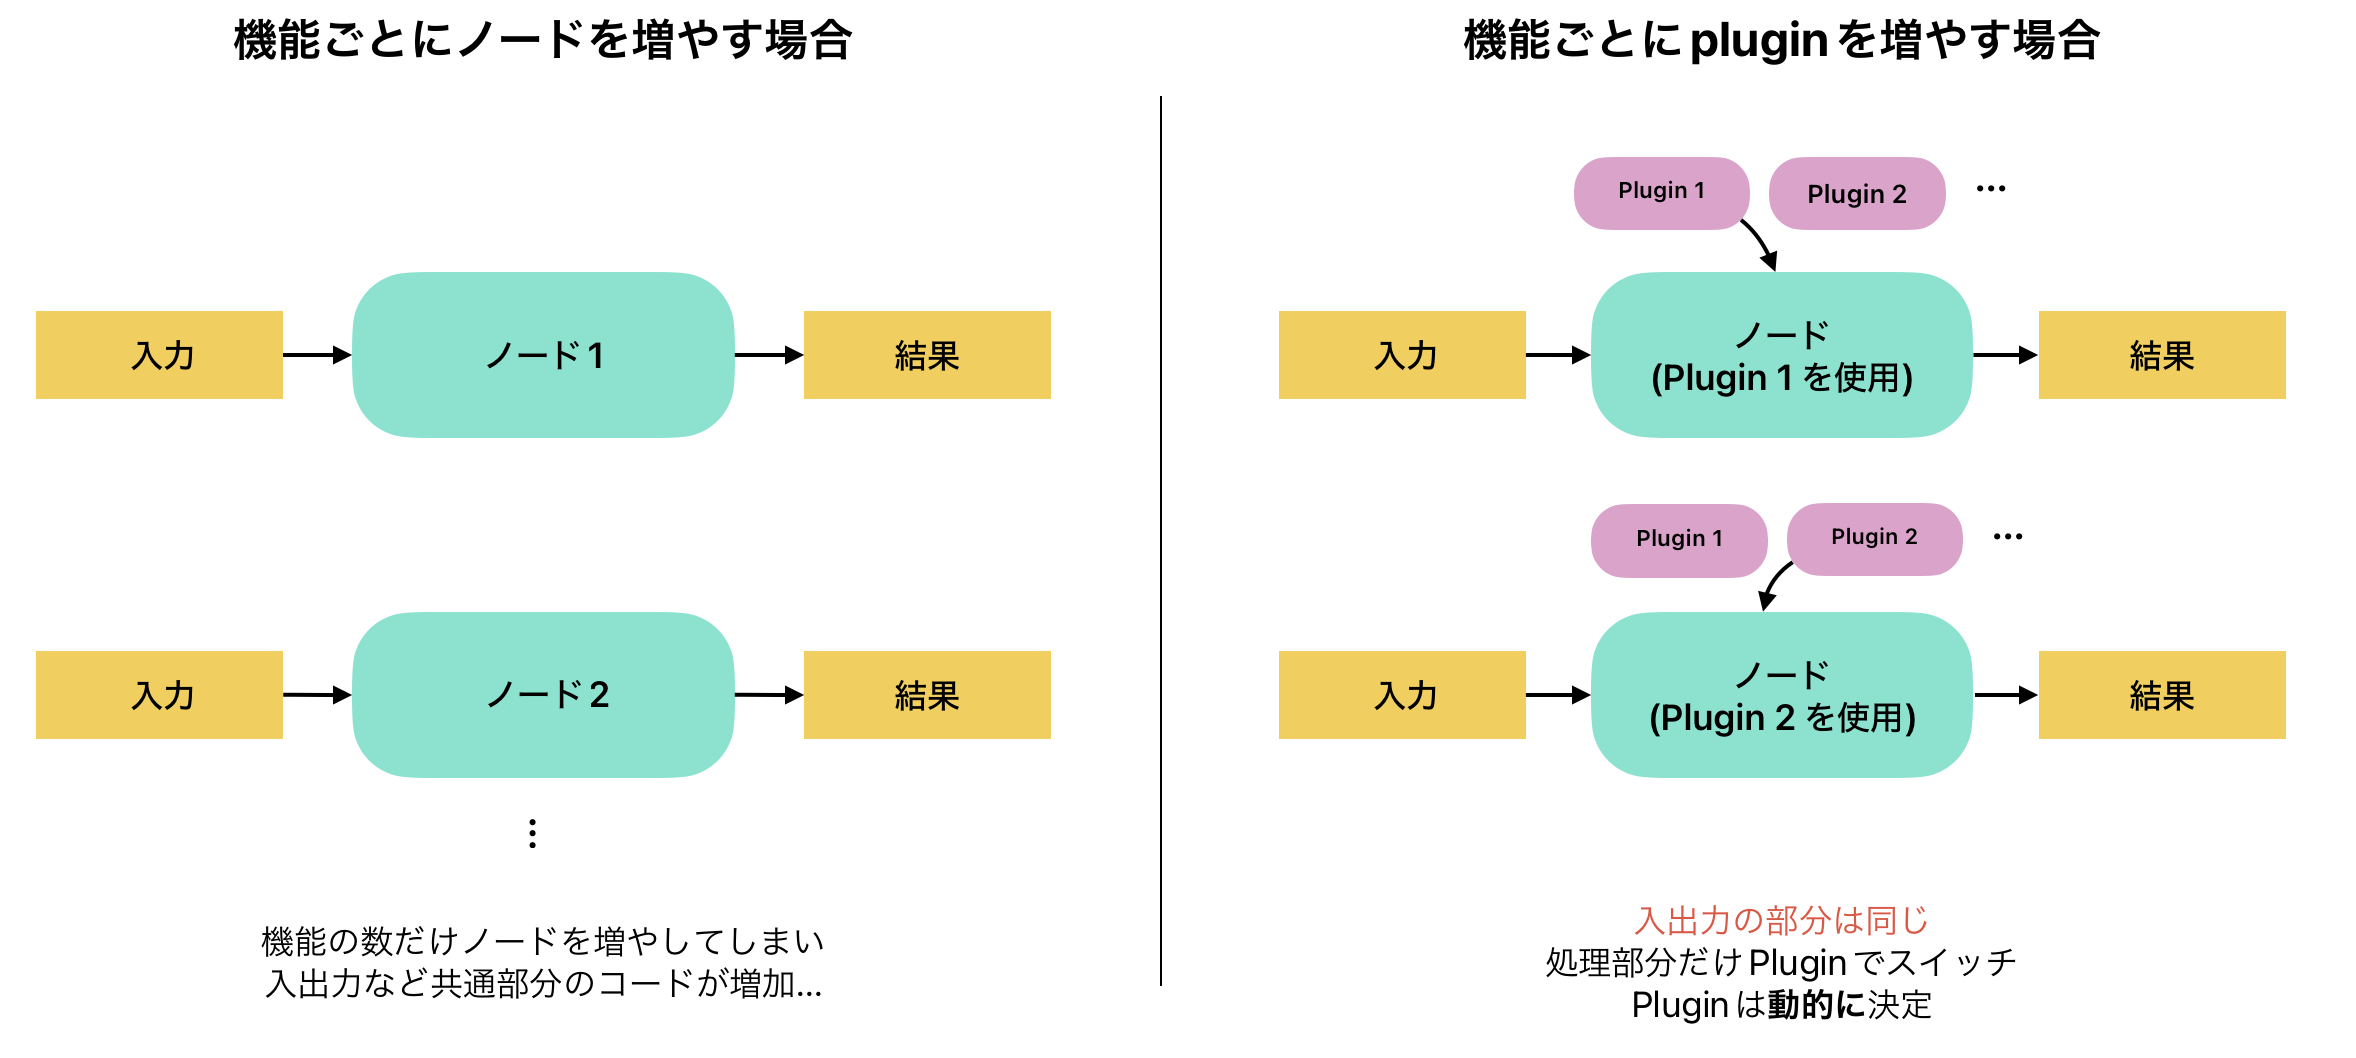 機能ごとにノードを増やす場合
入力
ノード 1
結果
入力
ノード 2
結果
⋮
機能の数だけノードを増やしてしまい
入出力など共通部分のコードが増加...
機能ごとに plugin を増やす場合
Plugin 1
Plugin 2
...
入力
ノード
(Plugin 1 を使用)
結果
Plugin 1
Plugin 2
...
入力
ノード
(Plugin 2 を使用)
結果
入出力の部分は同じ
処理部分だけ Plugin でスイッチ
Plugin は動的に決定